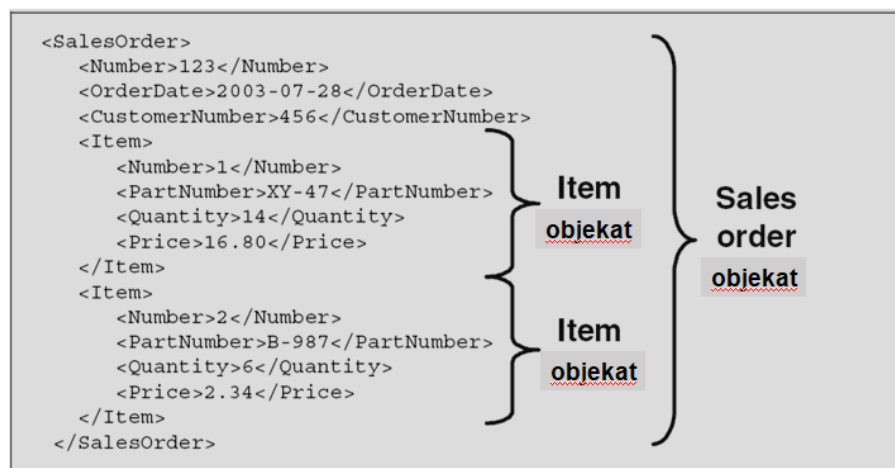 <SalesOrder>
<Number>123</Number>
<OrderDate>2003-07-28</OrderDate>
<CustomerNumber>456</CustomerNumber>
<Item>
<Number>1</Number>
<PartNumber>XY-47</PartNumber>
<Quantity>14</Quantity>
<Price>16.80</Price>
</Item>
<Item>
<Number>2</Number>
<PartNumber>B-987</PartNumber>
<Quantity>6</Quantity>
<Price>2.34</Price>
</Item>
</SalesOrder>
Item
objekat
Item
objekat
Sales
order
objekat